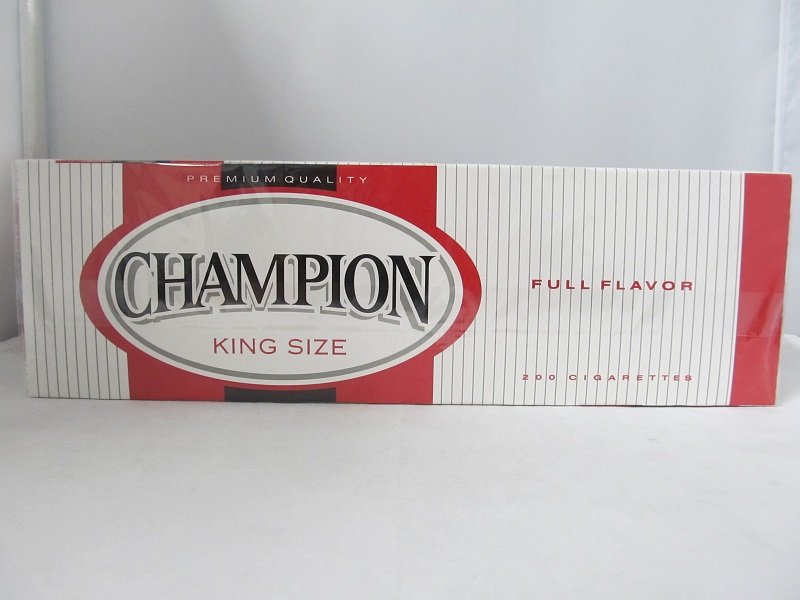 PREMIUM QUALITY
CHAMPION
KING SIZE
FULL FLAVOR
200 CIGARETTES